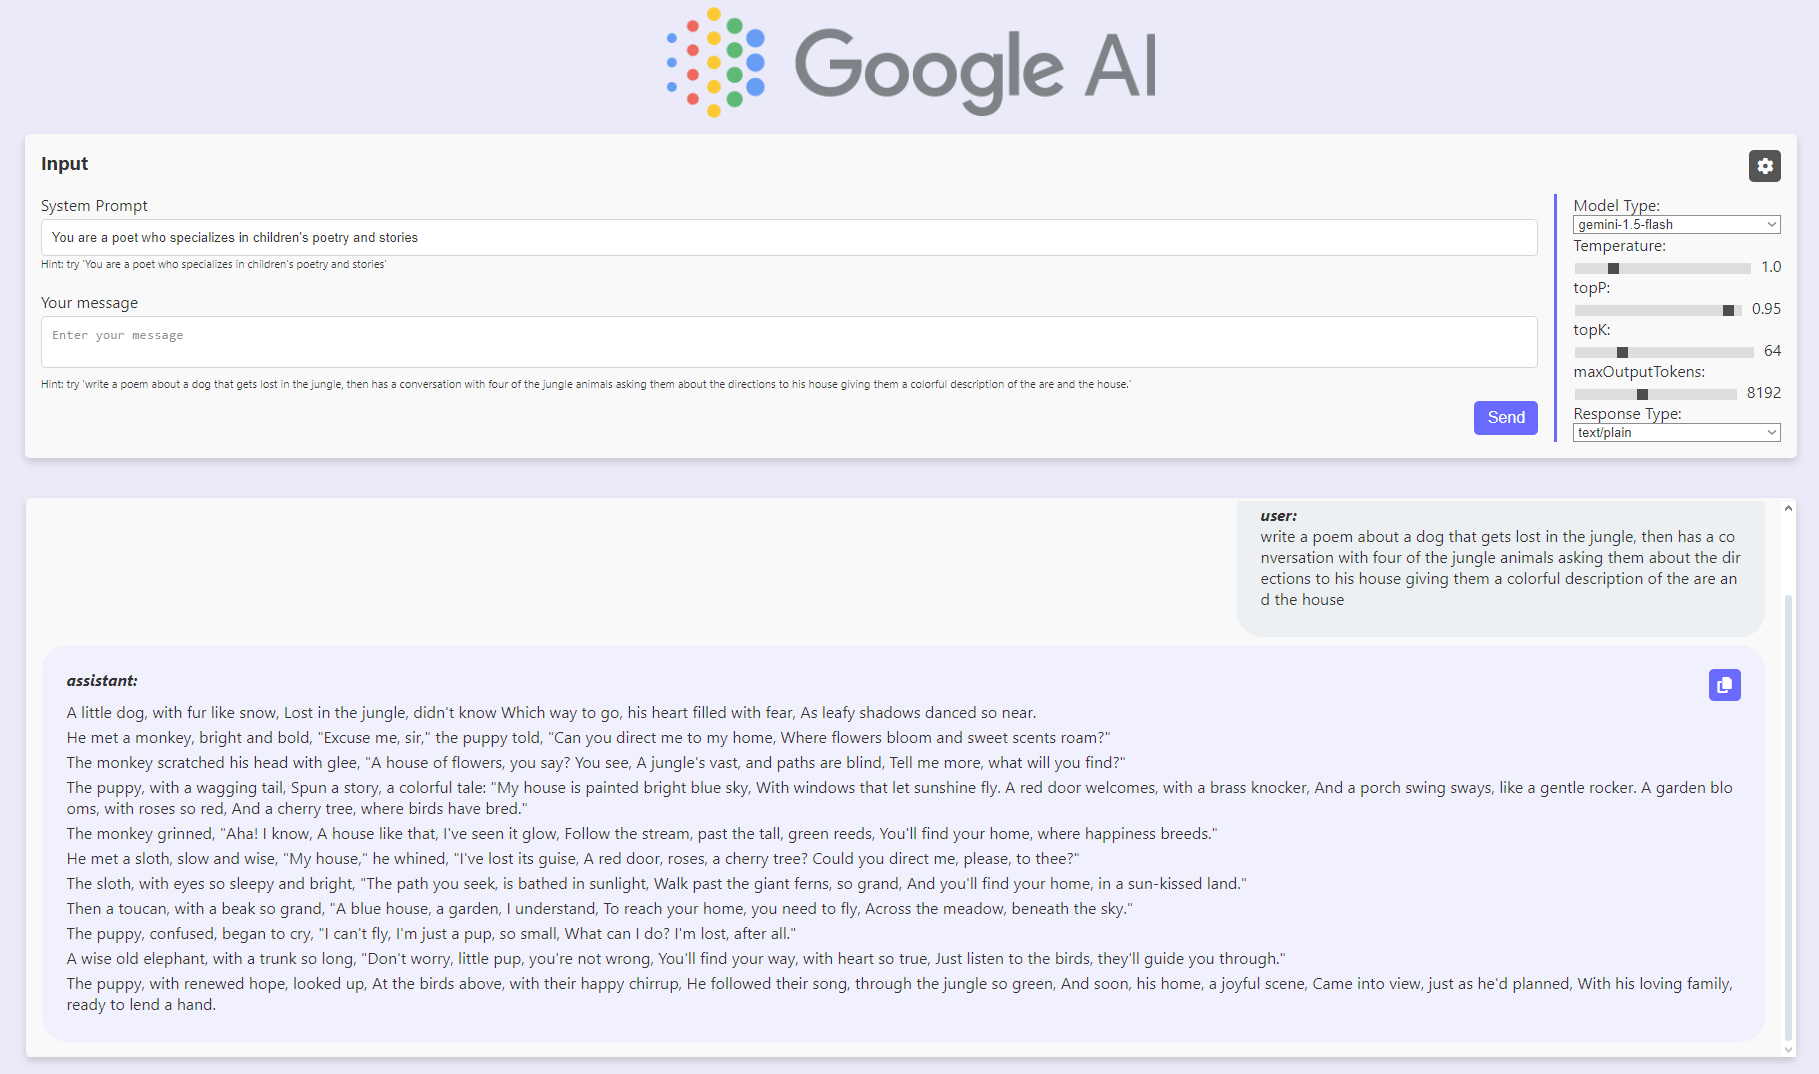 Google AI
Input
System Prompt
You are a poet who specializes in children's poetry and stories
Hint: try 'You are a poet who specializes in children's poetry and stories'
Your message
Enter your message
Hint: try 'write a poem about a dog that gets lost in the jungle, then has a conversation with four of the jungle animals asking them about the directions to his house giving them a colorful description of the are and the house.'
Send
Model Type:
gemini-1.5-flash
Temperature:
1.0
topP:
0.95
topK:
64
maxOutputTokens:
8192
Response Type:
text/plain
user:
write a poem about a dog that gets lost in the jungle, then has a co
nversation with four of the jungle animals asking them about the dir
ections to his house giving them a colorful description of the are an
d the house
assistant:
A little dog, with fur like snow, Lost in the jungle, didn't know Which way to go, his heart filled with fear, As leafy shadows danced so near.
He met a monkey, bright and bold, "Excuse me, sir," the puppy told, "Can you direct me to my home, Where flowers bloom and sweet scents roam?"
The monkey scratched his head with glee, "A house of flowers, you say? You see, A jungle's vast, and paths are blind, Tell me more, what will you find?"
The puppy, with a wagging tail, Spun a story, a colorful tale: "My house is painted bright blue sky, With windows that let sunshine fly. A red door welcomes, with a brass knocker, And a porch swing sways, like a gentle rocker. A garden blo
oms, with roses so red, And a cherry tree, where birds have bred."
The monkey grinned, "Aha! I know, A house like that, I've seen it glow, Follow the stream, past the tall, green reeds, You'll find your home, where happiness breeds."
He met a sloth, slow and wise, "My house," he whined, "I've lost its guise, A red door, roses, a cherry tree? Could you direct me, please, to thee?"
The sloth, with eyes so sleepy and bright, "The path you seek, is bathed in sunlight, Walk past the giant ferns, so grand, And you'll find your home, in a sun-kissed land."
Then a toucan, with a beak so grand, "A blue house, a garden, I understand, To reach your home, you need to fly, Across the meadow, beneath the sky."
The puppy, confused, began to cry, "I can't fly, I'm just a pup, so small, What can I do? I'm lost, after all."
A wise old elephant, with a trunk so long, "Don't worry, little pup, you're not wrong, You'll find your way, with heart so true, Just listen to the birds, they'll guide you through."
The puppy, with renewed hope, looked up, At the birds above, with their happy chirrup, He followed their song, through the jungle so green, And soon, his home, a joyful scene, Came into view, just as he'd planned, With his loving family,
ready to lend a hand.